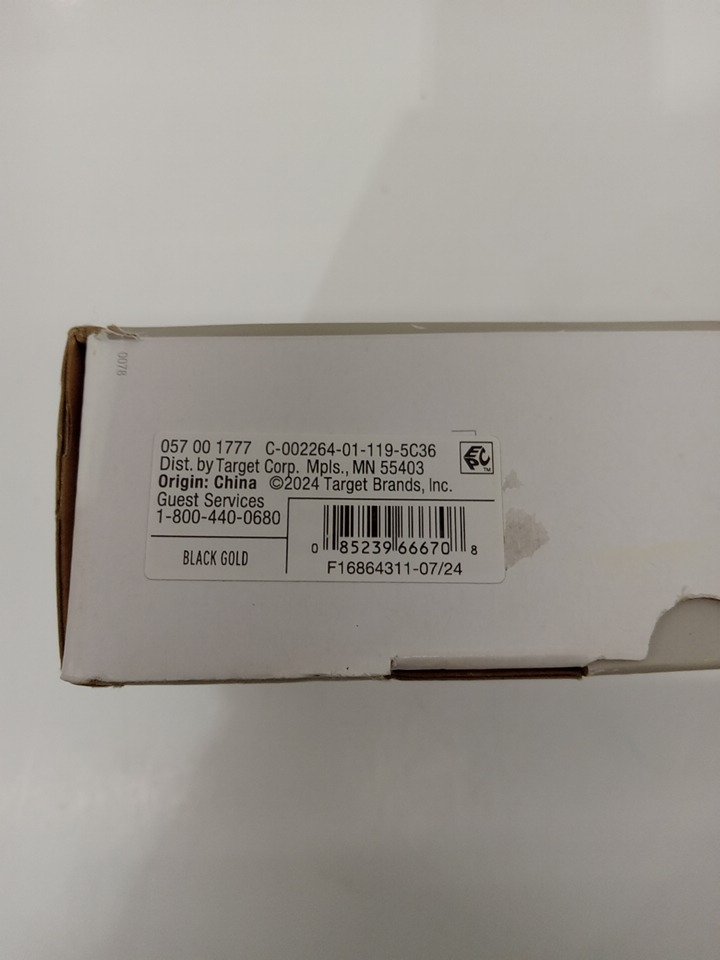 0078
057 00 1777 C-002264-01-119-5C36
Dist. by Target Corp. Mpls., MN 55403
Origin: China ©2024 Target Brands, Inc.
Guest Services
1-800-440-0680
BLACK GOLD
0 85239 66670 8
F16864311-07/24
EPC™